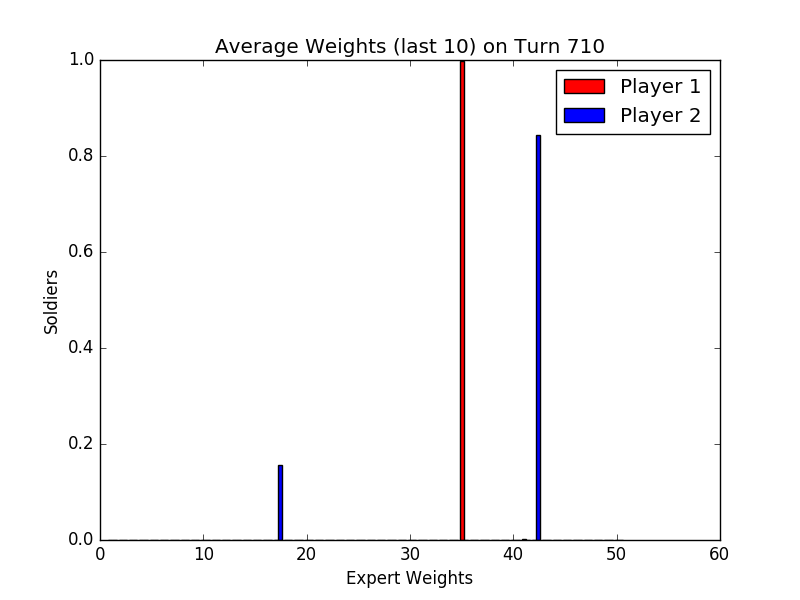 Average Weights (last 10) on Turn 710
1.0
0.8
0.6
0.4
0.2
0.0
Soldiers
Player 1
Player 2
0 10 20 30 40 50 60
Expert Weights